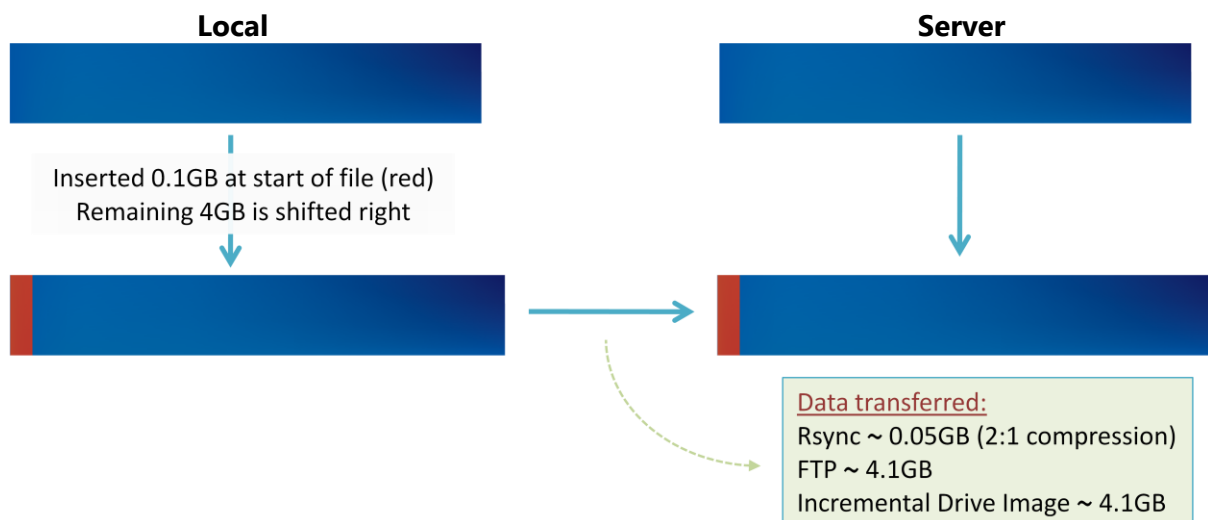 Local
Server
Inserted 0.1GB at start of file (red)
Remaining 4GB is shifted right
Data transferred:
Rsync ~ 0.05GB (2:1 compression)
FTP ~ 4.1GB
Incremental Drive Image ~ 4.1GB